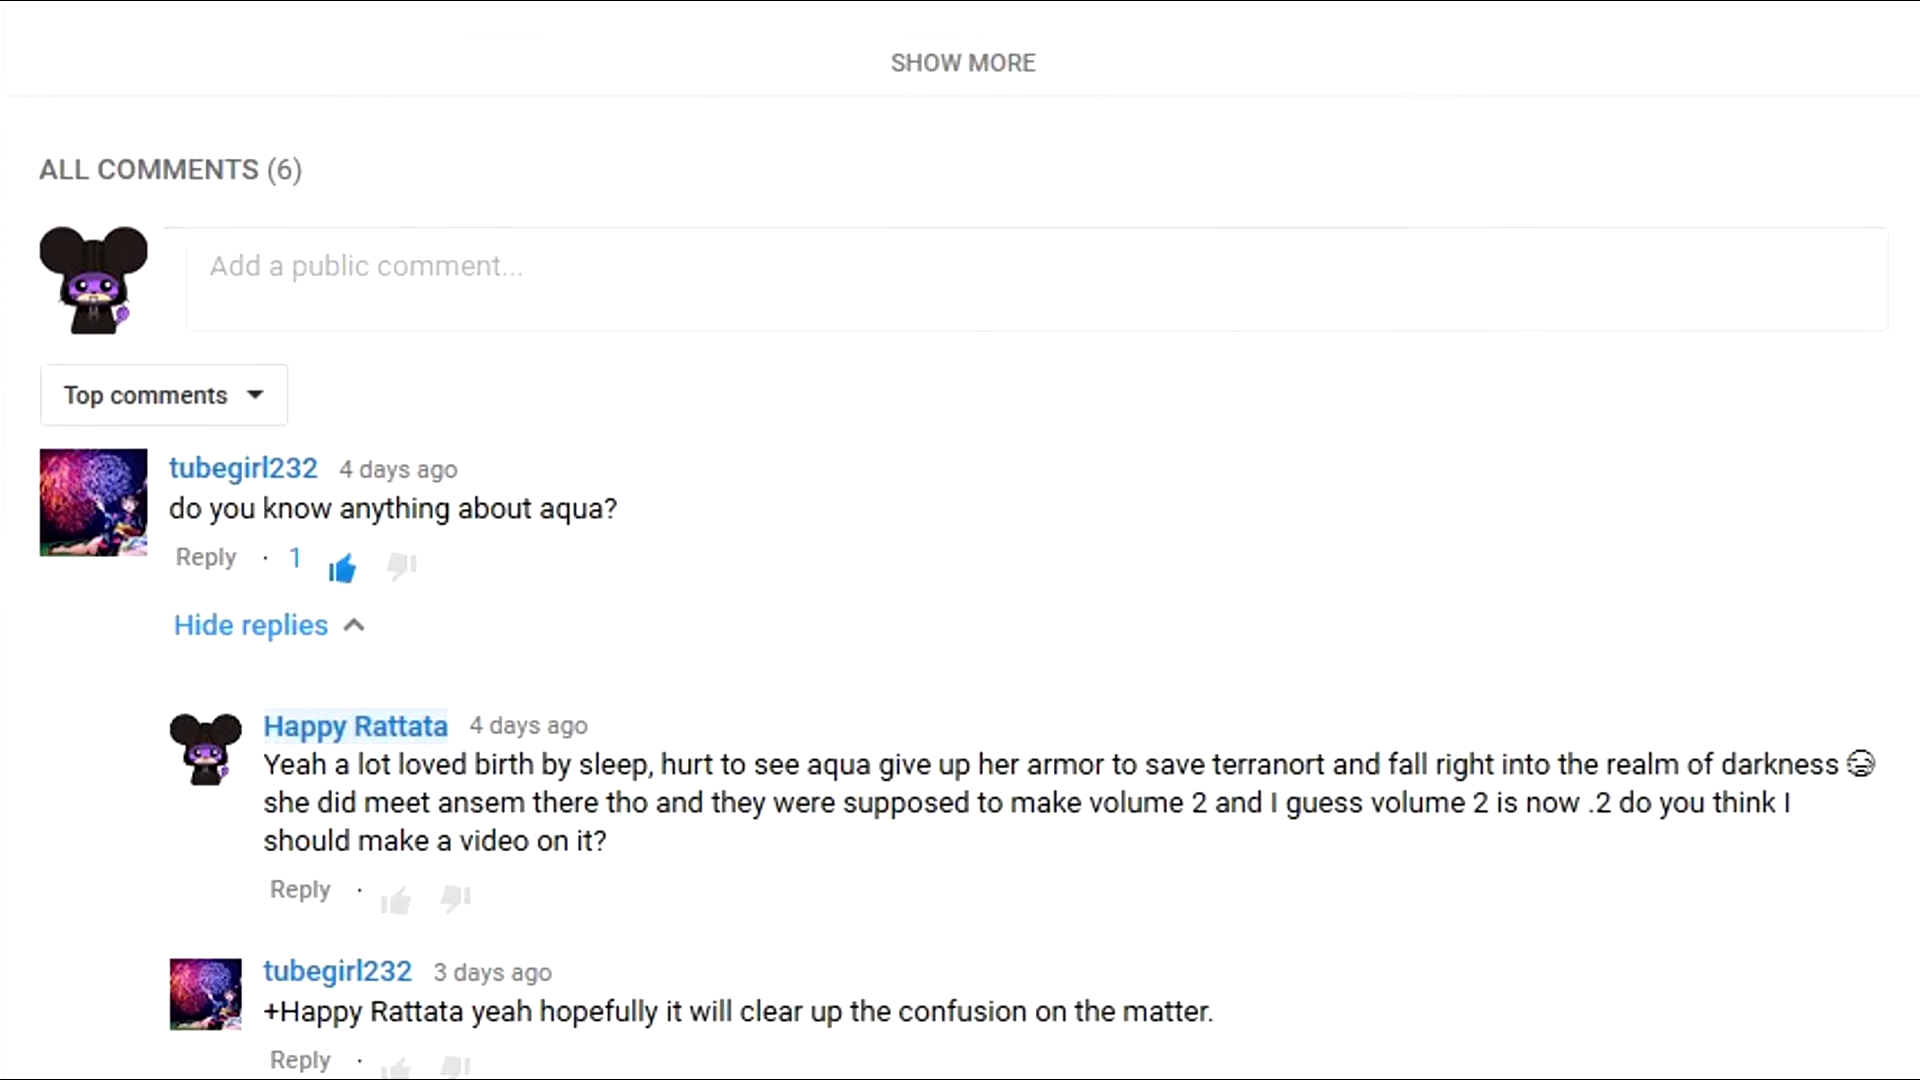 SHOW MORE
ALL COMMENTS (6)
Add a public comment...
Top comments
tubegirl232 4 days ago
do you know anything about aqua?
Reply · 1
Hide replies
Happy Rattata 4 days ago
Yeah a lot loved birth by sleep, hurt to see aqua give up her armor to save terranort and fall right into the realm of darkness 😭
she did meet ansem there tho and they were supposed to make volume 2 and I guess volume 2 is now .2 do you think I
should make a video on it?
Reply ·
tubegirl232 3 days ago
+Happy Rattata yeah hopefully it will clear up the confusion on the matter.
Reply ·